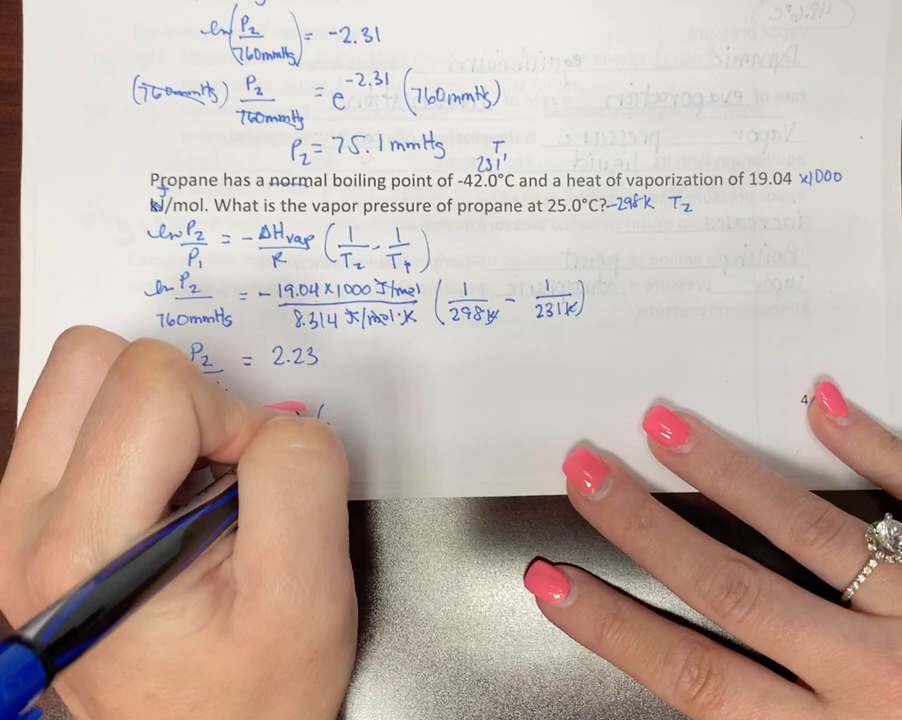 ln(P2/760mmHg) = -2.31
(760mmHg) P2/760mmHg = e^-2.31 (760mmHg)
P2 = 75.1 mmHg
T1
231
Propane has a normal boiling point of -42.0°C and a heat of vaporization of 19.04 x1000
J/mol. What is the vapor pressure of propane at 25.0°C? -298K T2
ln P2/P1 = - ΔHvap/R (1/T2 - 1/T1)
ln P2/760mmHg = - 19.04 x 1000 J/mol / 8.314 J/mol·K (1/298K - 1/231K)
P2 = 2.23
4